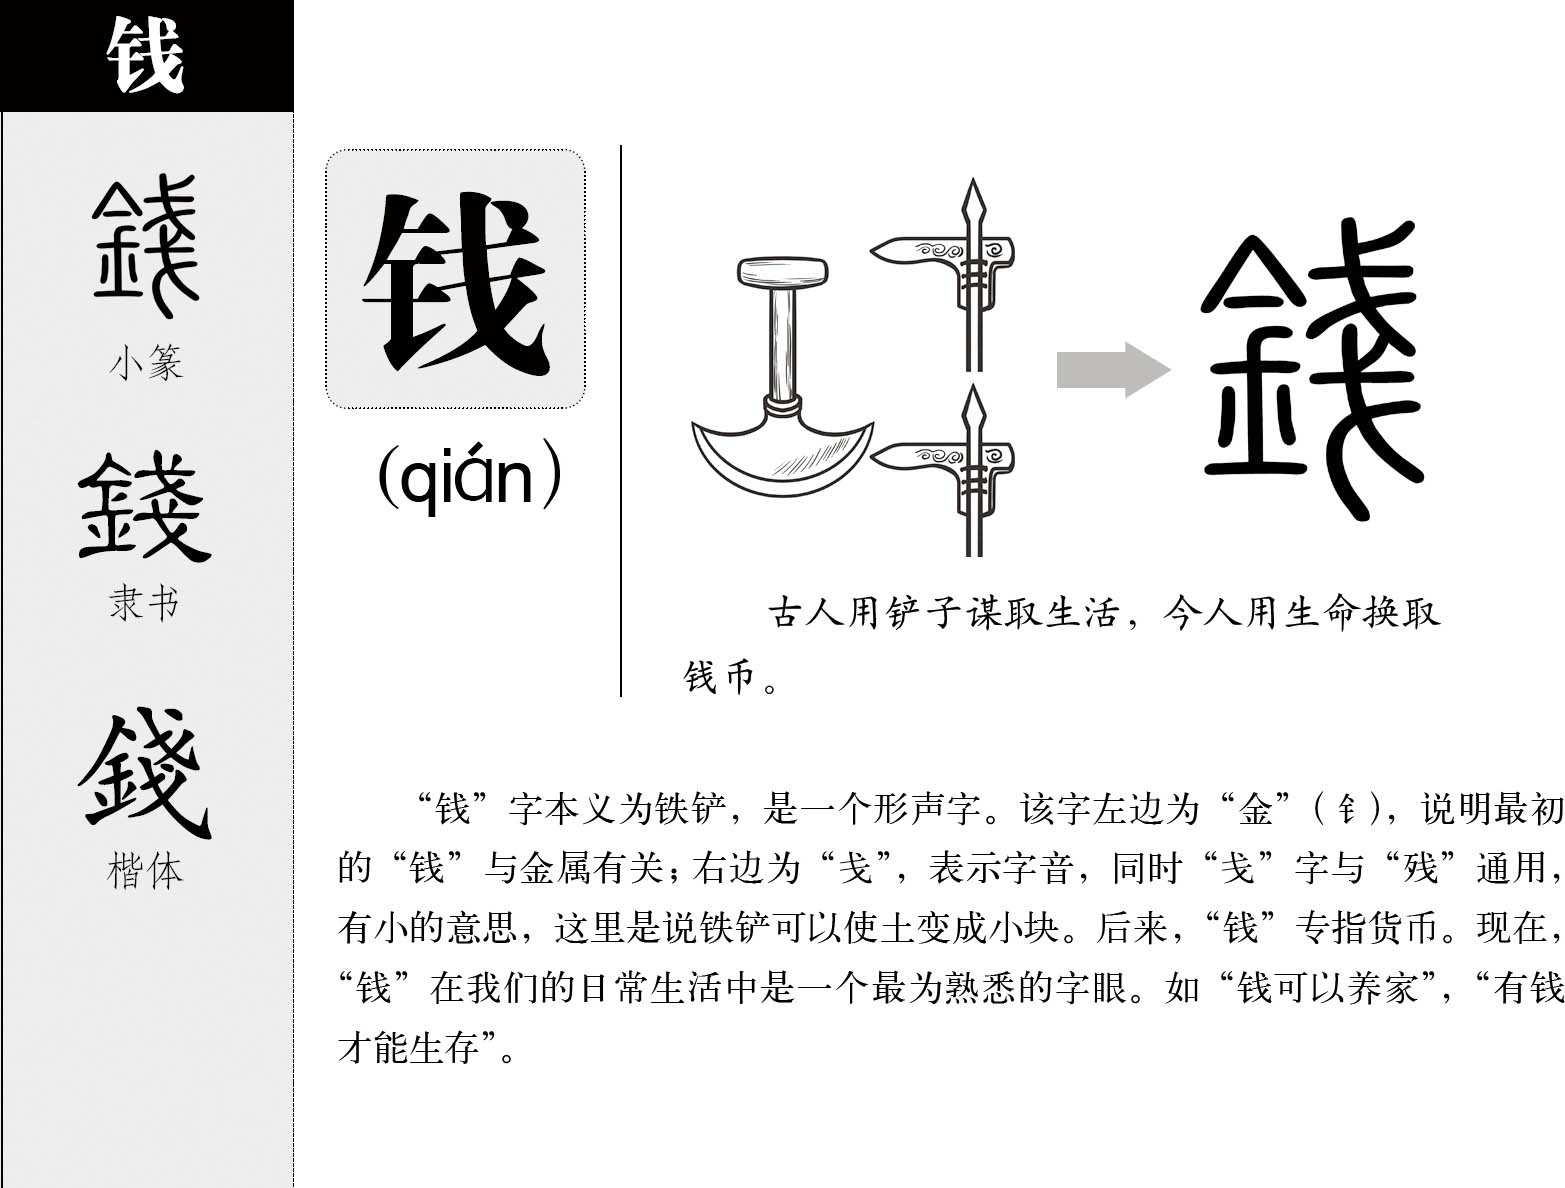 钱
錢
小篆
錢
隶书
錢
楷体
钱
（qián）
錢
古人用铲子谋取生活，今人用生命换取
钱币。
“钱”字本义为铁铲，是一个形声字。该字左边为“金”（钅），说明最初
的“钱”与金属有关；右边为“戋”，表示字音，同时“戋”字与“残”通用，
有小的意思，这里是说铁铲可以使土变成小块。后来，“钱”专指货币。现在，
“钱”在我们的日常生活中是一个最为熟悉的字眼。如“钱可以养家”，“有钱
才能生存”。